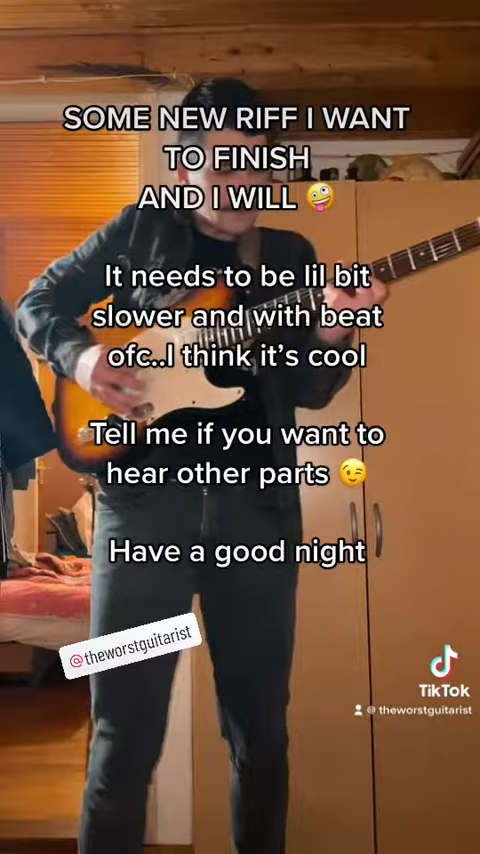 SOME NEW RIFF I WANT
TO FINISH
AND I WILL 🤪
It needs to be lil bit
slower and with beat
ofc..I think it's cool
Tell me if you want to
hear other parts 😉
Have a good night
@theworstguitarist
TikTok
@ theworstguitarist